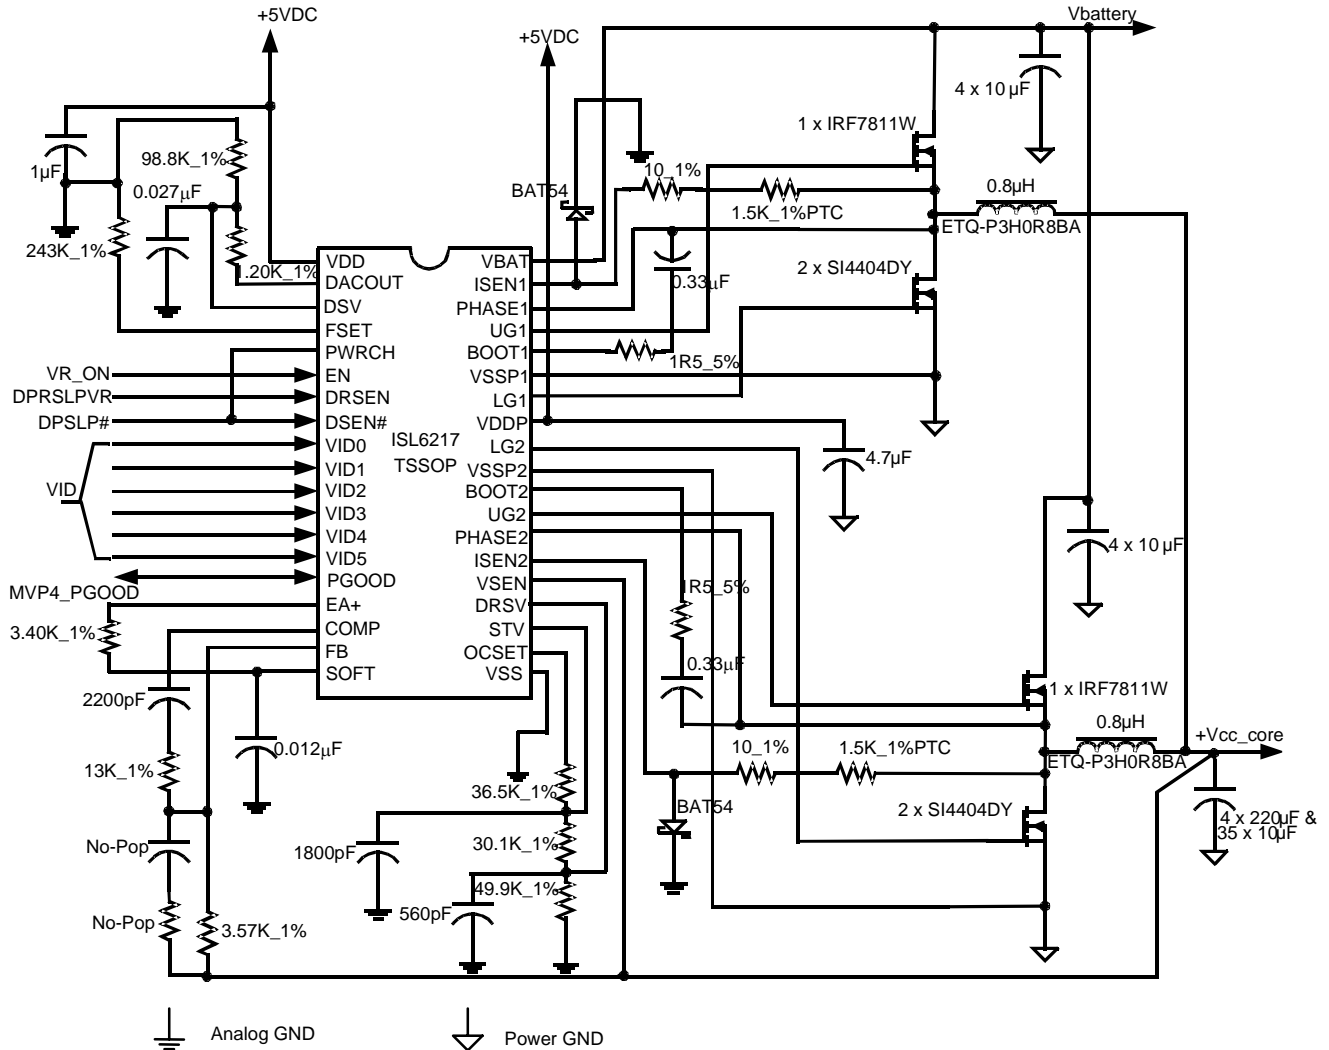 +5VDC
+5VDC
Vbattery
4 x 10 µF
1 x IRF7811W
1µF
98.8K_1%
0.027µF
10_1%
BAT54
1.5K_1%PTC
0.8µH
ETQ-P3H0R8BA
243K_1%
1.20K_1%
0.33µF
2 x SI4404DY
1R5_5%
VDD
DACOUT
DSV
FSET
PWRCH
EN
DRSEN
DSEN#
VID0
VID1
VID2
VID3
VID4
VID5
PGOOD
EA+
COMP
FB
SOFT
ISL6217
TSSOP
VBAT
ISEN1
PHASE1
UG1
BOOT1
VSSP1
LG1
VDDP
LG2
VSSP2
BOOT2
UG2
PHASE2
ISEN2
VSEN
DRSV
STV
OCSET
VSS
VR_ON
DPRSLPVR
DPSLP#
VID
MVP4_PGOOD
3.40K_1%
4.7µF
4 x 10 µF
1R5_5%
0.33µF
2200pF
0.012µF
13K_1%
1 x IRF7811W
0.8µH
+Vcc_core
ETQ-P3H0R8BA
10_1%
1.5K_1%PTC
BAT54
2 x SI4404DY
4 x 220µF &
35 x 10µF
36.5K_1%
1800pF
30.1K_1%
49.9K_1%
560pF
No-Pop
No-Pop
3.57K_1%
Analog GND
Power GND